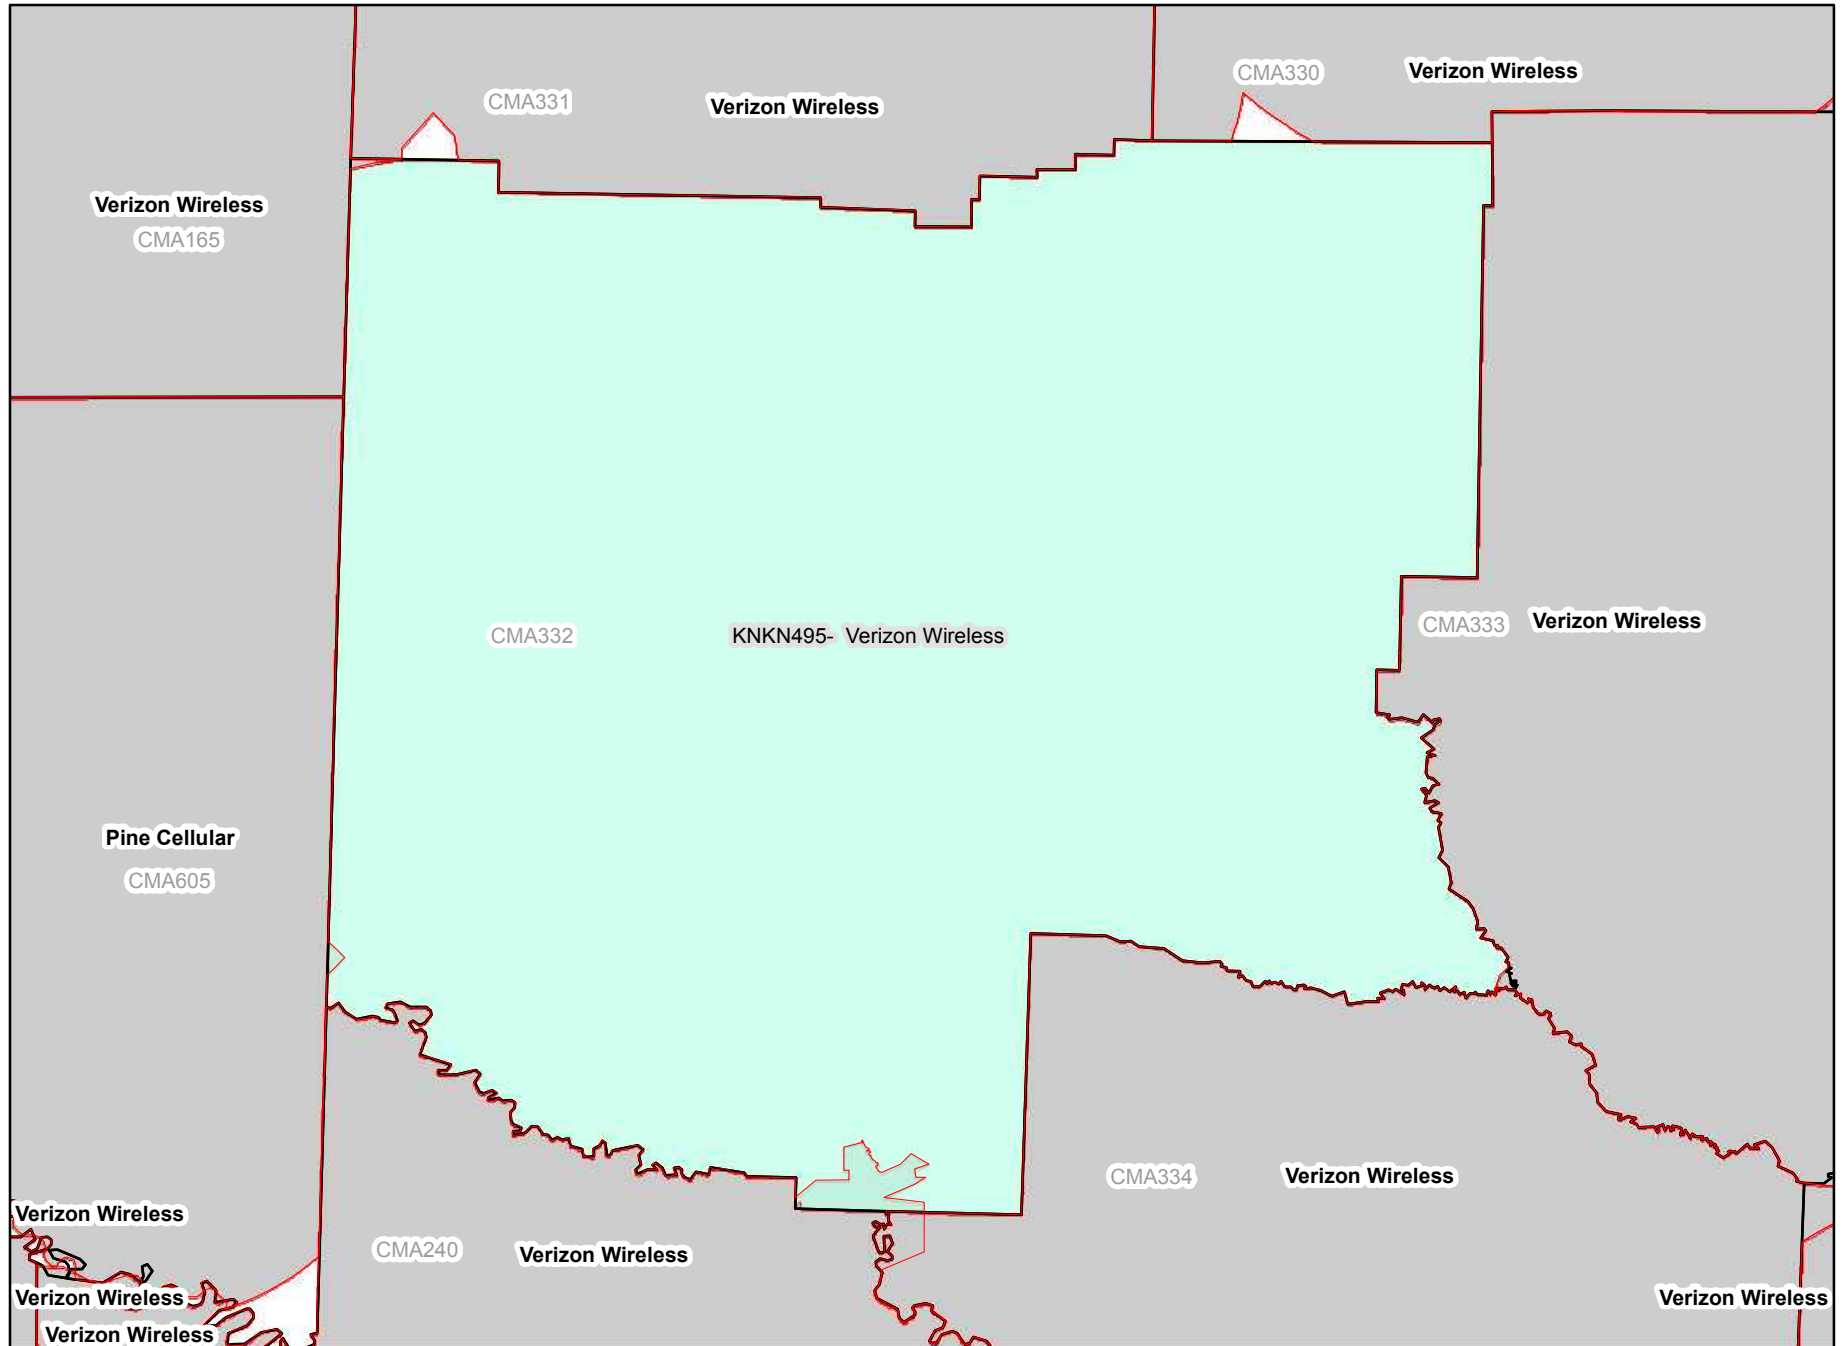 CMA330
Verizon Wireless
CMA331
Verizon Wireless
Verizon Wireless
CMA165
CMA332
KNKN495- Verizon Wireless
CMA333
Verizon Wireless
Pine Cellular
CMA605
CMA334
Verizon Wireless
Verizon Wireless
CMA240
Verizon Wireless
Verizon Wireless
Verizon Wireless
Verizon Wireless